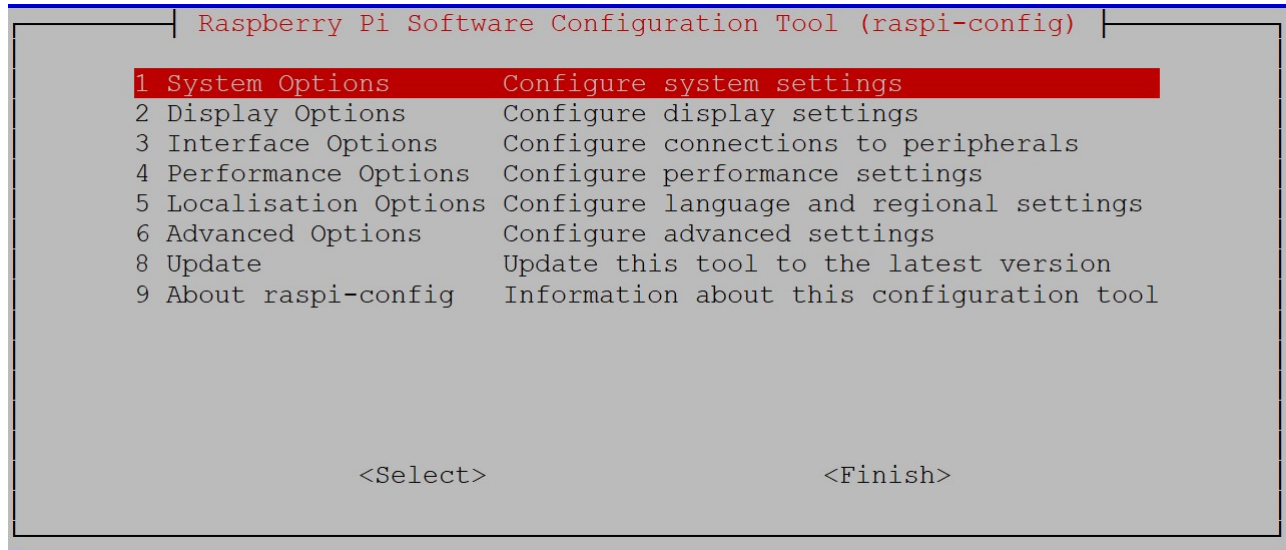 Raspberry Pi Software Configuration Tool (raspi-config)
1 System Options Configure system settings
2 Display Options Configure display settings
3 Interface Options Configure connections to peripherals
4 Performance Options Configure performance settings
5 Localisation Options Configure language and regional settings
6 Advanced Options Configure advanced settings
8 Update Update this tool to the latest version
9 About raspi-config Information about this configuration tool
<Select> <Finish>